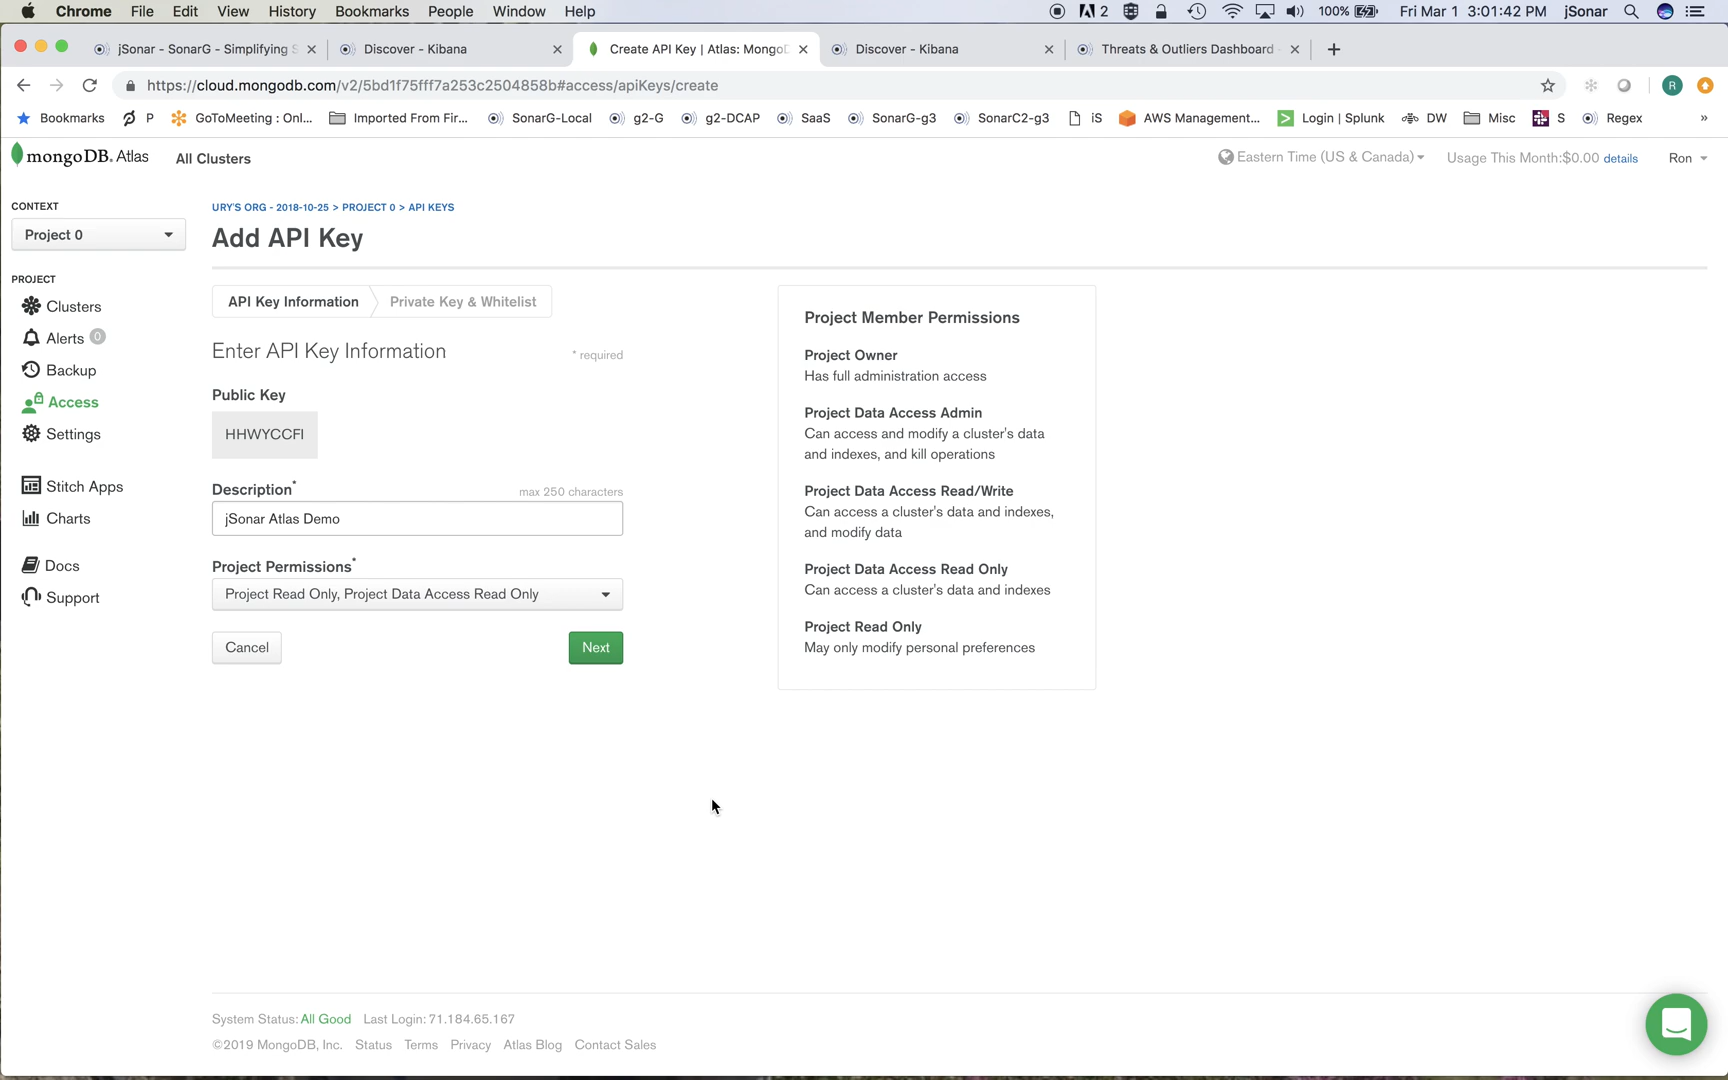 Chrome File Edit View History Bookmarks People Window Help 2 100% Fri Mar 1 3:01:42 PM jSonar
jSonar - SonarG - Simplifying Discover - Kibana Create API Key | Atlas: Mongo Discover - Kibana Threats & Outliers Dashboard
https://cloud.mongodb.com/v2/5bd1f75fff7a253c2504858b#access/apiKeys/create R
Bookmarks P GoToMeeting : Onl... Imported From Fir... SonarG-Local g2-G g2-DCAP SaaS SonarG-g3 SonarC2-g3 iS AWS Management... Login | Splunk DW Misc S Regex »
mongoDB. Atlas All Clusters Eastern Time (US & Canada) Usage This Month:$0.00 details Ron
CONTEXT
Project 0
PROJECT
Clusters
Alerts 0
Backup
Access
Settings
Stitch Apps
Charts
Docs
Support
URY'S ORG - 2018-10-25 > PROJECT 0 > API KEYS
Add API Key
API Key Information Private Key & Whitelist
Enter API Key Information * required
Public Key
HHWYCCFI
Description* max 250 characters
jSonar Atlas Demo
Project Permissions*
Project Read Only, Project Data Access Read Only
Cancel Next
Project Member Permissions
Project Owner
Has full administration access
Project Data Access Admin
Can access and modify a cluster's data
and indexes, and kill operations
Project Data Access Read/Write
Can access a cluster's data and indexes,
and modify data
Project Data Access Read Only
Can access a cluster's data and indexes
Project Read Only
May only modify personal preferences
System Status: All Good Last Login: 71.184.65.167
©2019 MongoDB, Inc. Status Terms Privacy Atlas Blog Contact Sales